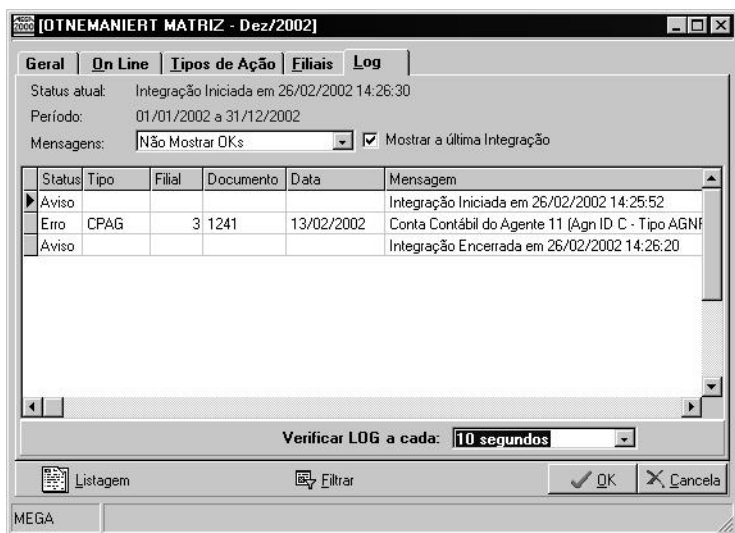 MEGA 2000 [OTNEMANIERT MATRIZ - Dez/2002]
Geral On Line Tipos de Ação Filiais Log
Status atual: Integração Iniciada em 26/02/2002 14:26:30
Período: 01/01/2002 a 31/12/2002
Mensagens: Não Mostrar OKs Mostrar a última Integração
Status Tipo Filial Documento Data Mensagem
Aviso Integração Iniciada em 26/02/2002 14:25:52
Erro CPAG 3 1241 13/02/2002 Conta Contábil do Agente 11 (Agn ID C - Tipo AGNF
Aviso Integração Encerrada em 26/02/2002 14:26:20
Verificar LOG a cada: 10 segundos
Listagem Filtrar OK Cancela
MEGA